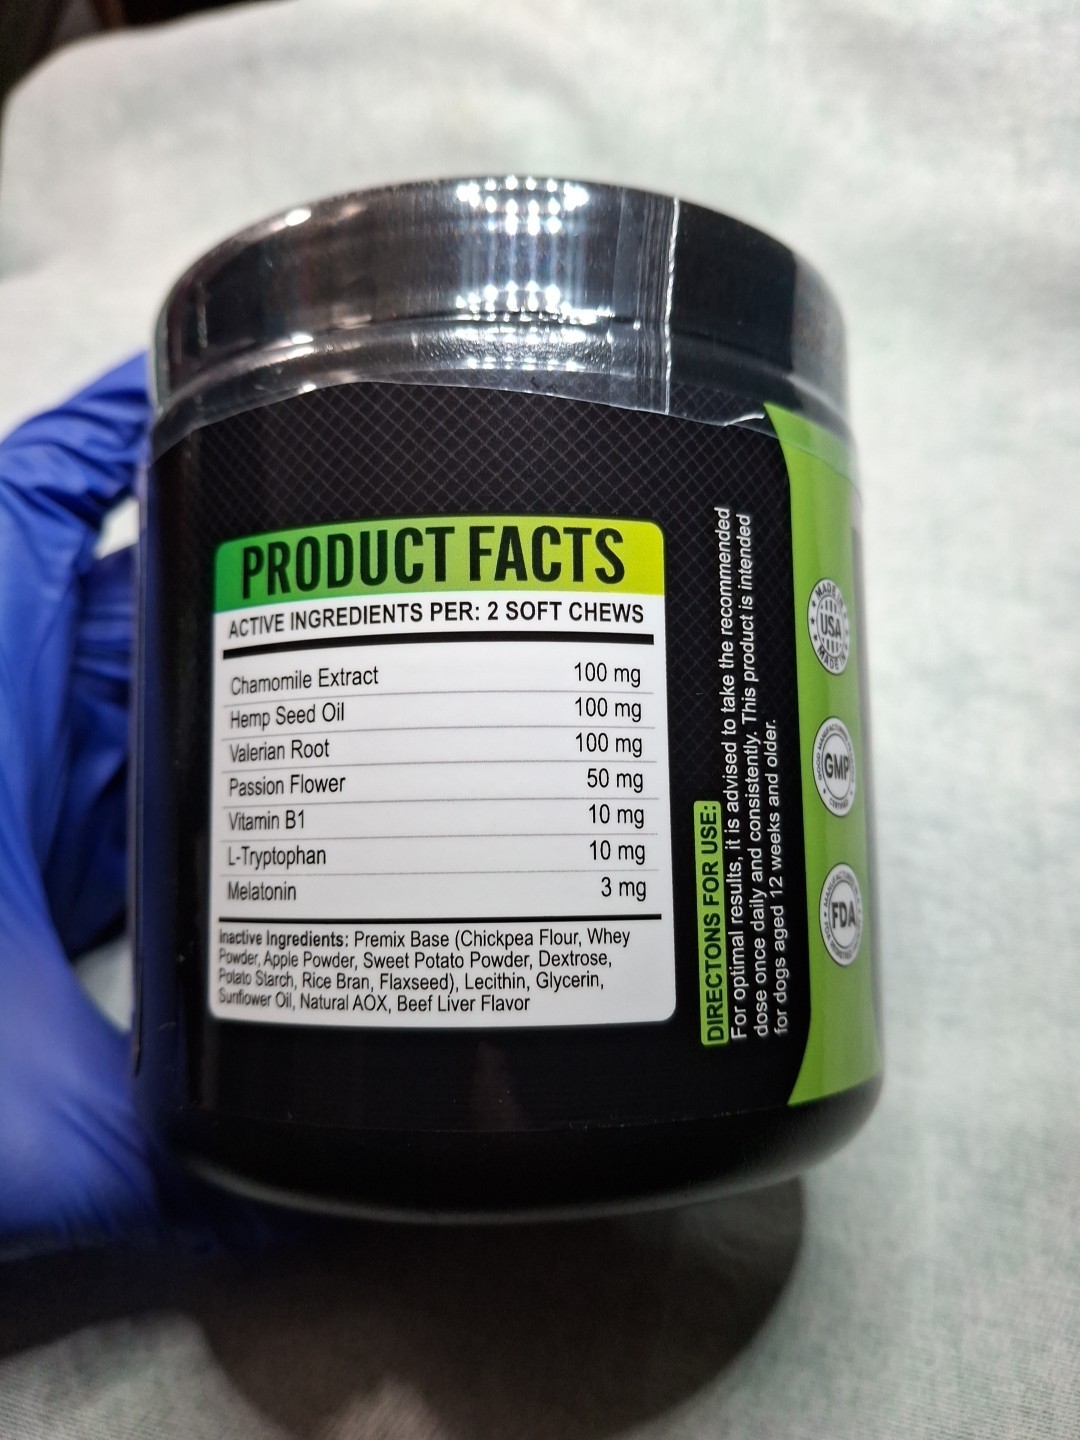 PRODUCT FACTS
ACTIVE INGREDIENTS PER: 2 SOFT CHEWS
Chamomile Extract 100 mg
Hemp Seed Oil 100 mg
Valerian Root 100 mg
Passion Flower 50 mg
Vitamin B1 10 mg
L-Tryptophan 10 mg
Melatonin 3 mg
Inactive Ingredients: Premix Base (Chickpea Flour, Whey
Powder, Apple Powder, Sweet Potato Powder, Dextrose,
Potato Starch, Rice Bran, Flaxseed), Lecithin, Glycerin,
Sunflower Oil, Natural AOX, Beef Liver Flavor
DIRECTONS FOR USE:
For optimal results, it is advised to take the recommended
dose once daily and consistently. This product is intended
for dogs aged 12 weeks and older.
MADE IN
USA
MADE IN
GMP
FDA